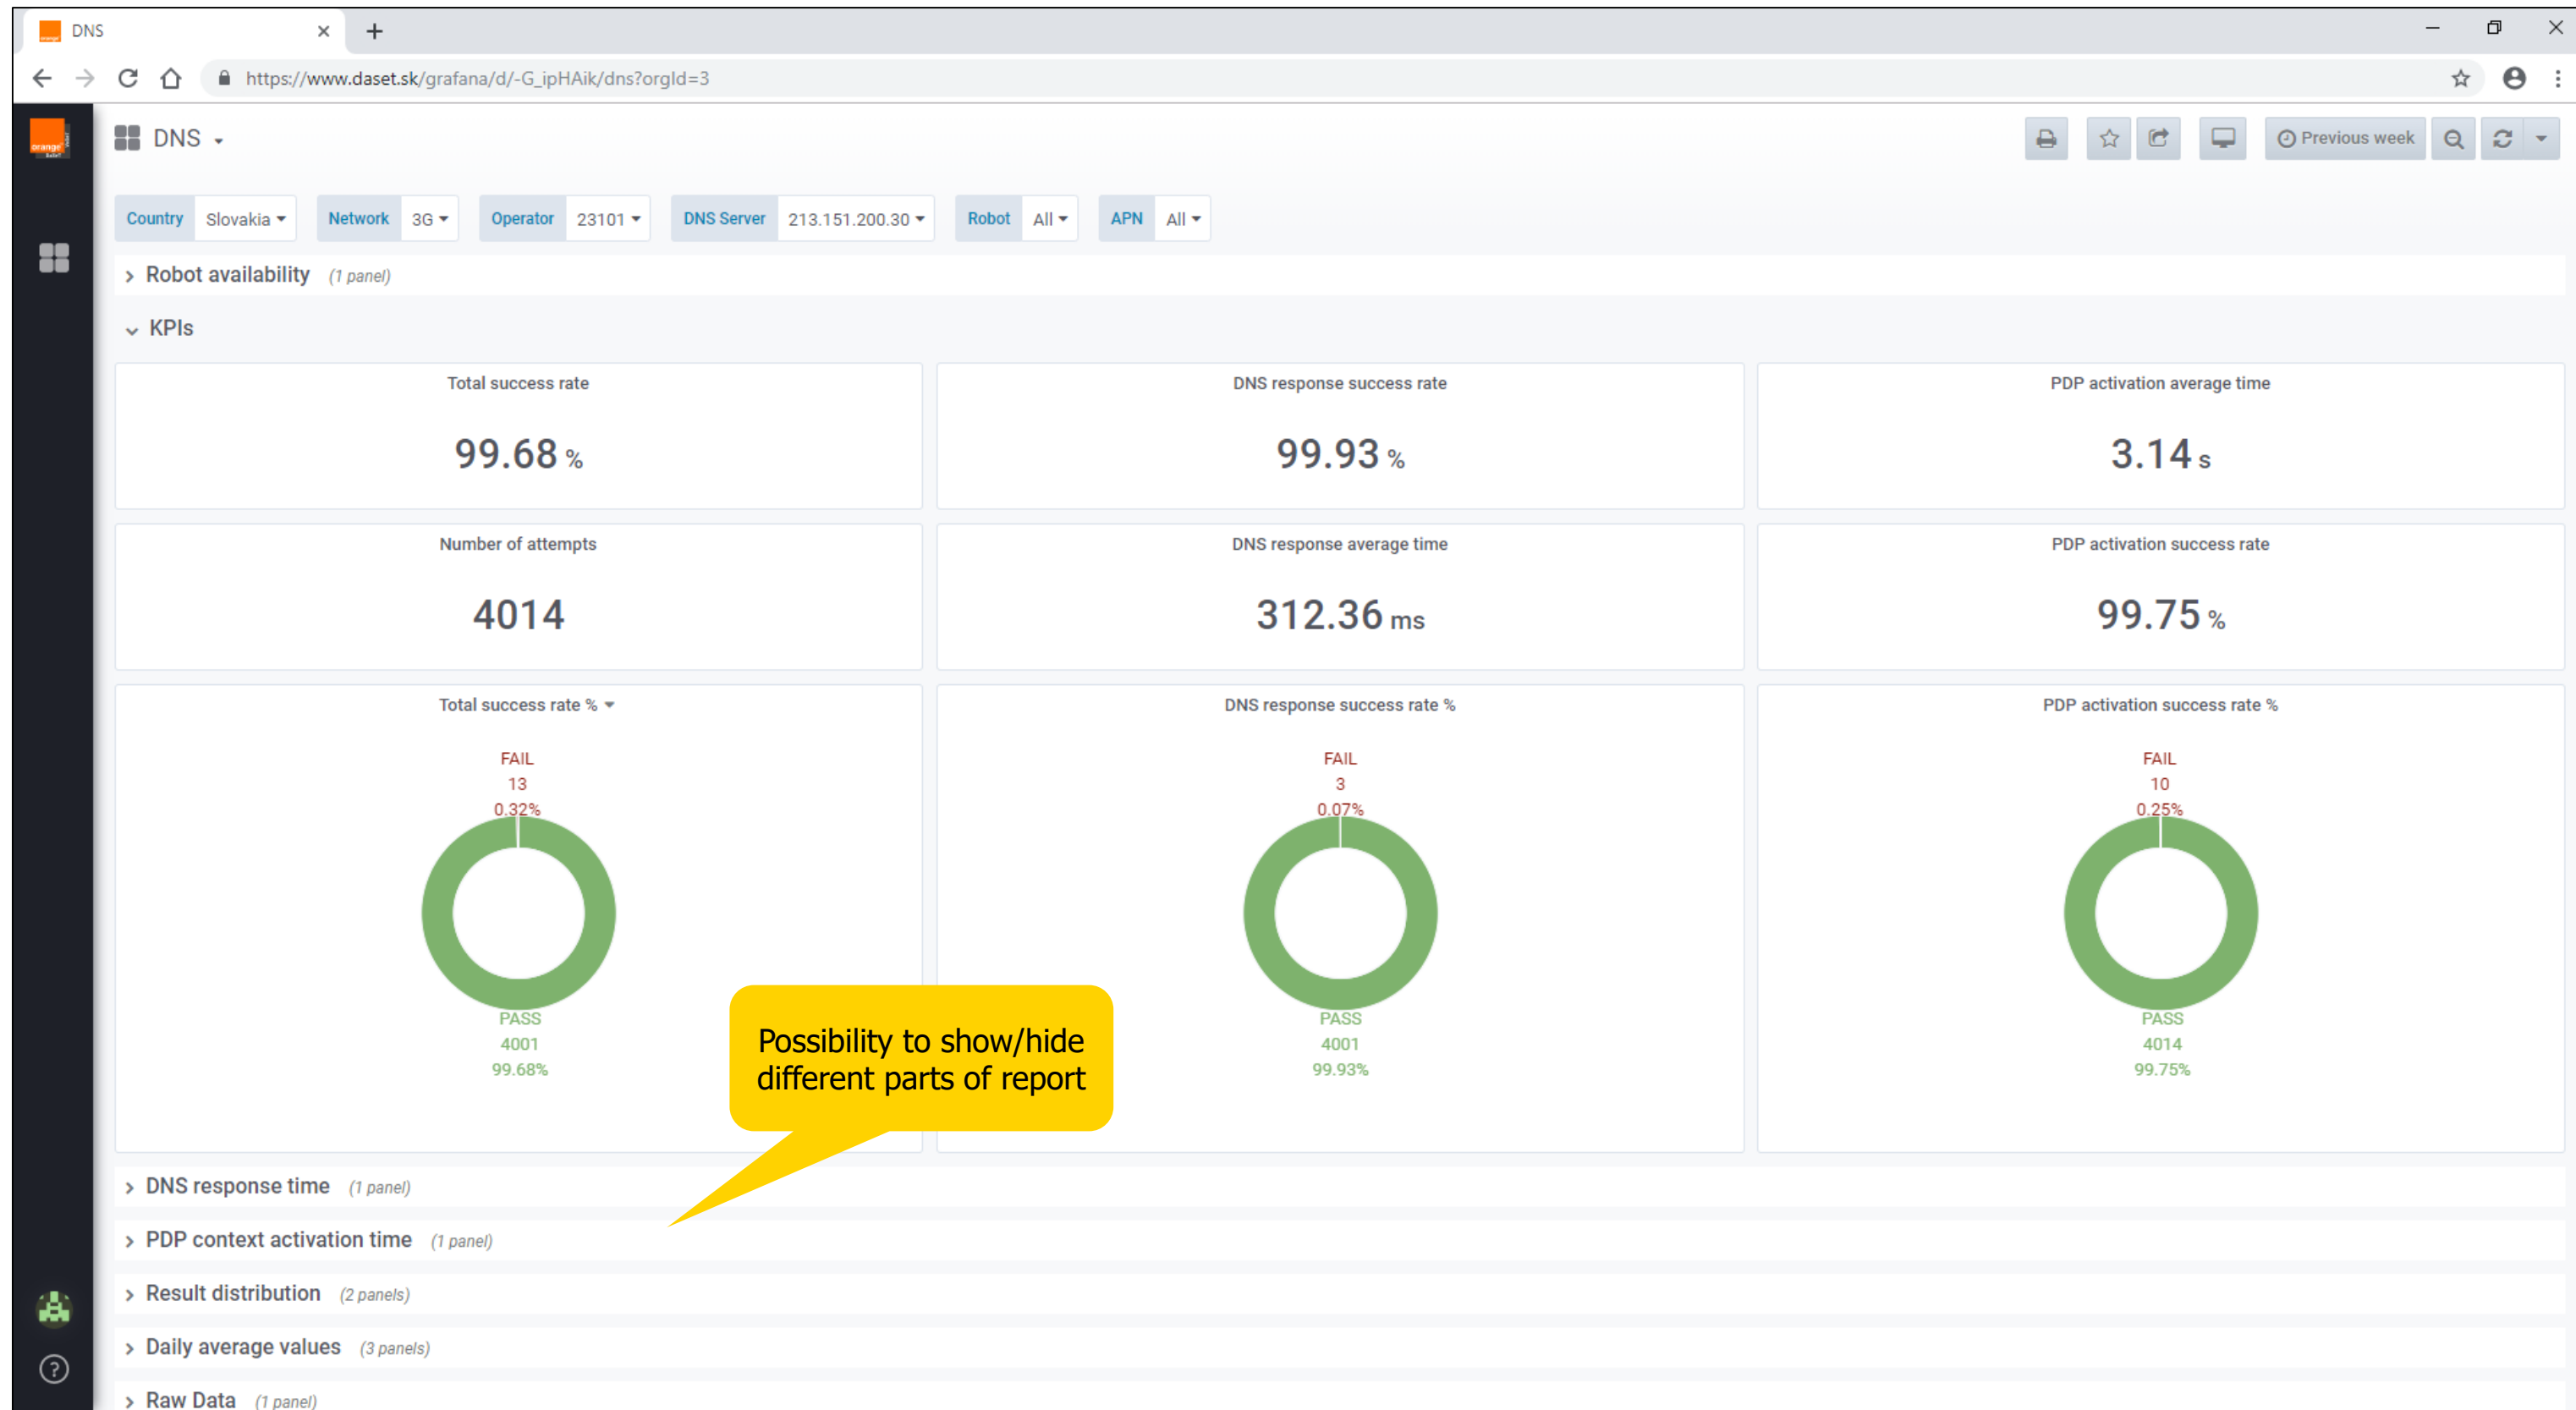 DNS
https://www.daset.sk/grafana/d/-G_ipHAik/dns?orgId=3
orange
DNS
Previous week
Country Slovakia Network 3G Operator 23101 DNS Server 213.151.200.30 Robot All APN All
Robot availability (1 panel)
KPIs
Total success rate
99.68 %
DNS response success rate
99.93 %
PDP activation average time
3.14 s
Number of attempts
4014
DNS response average time
312.36 ms
PDP activation success rate
99.75 %
Total success rate %
FAIL
13
0.32%
PASS
4001
99.68%
DNS response success rate %
FAIL
3
0.07%
PASS
4001
99.93%
PDP activation success rate %
FAIL
10
0.25%
PASS
4014
99.75%
Possibility to show/hide
different parts of report
DNS response time (1 panel)
PDP context activation time (1 panel)
Result distribution (2 panels)
Daily average values (3 panels)
Raw Data (1 panel)